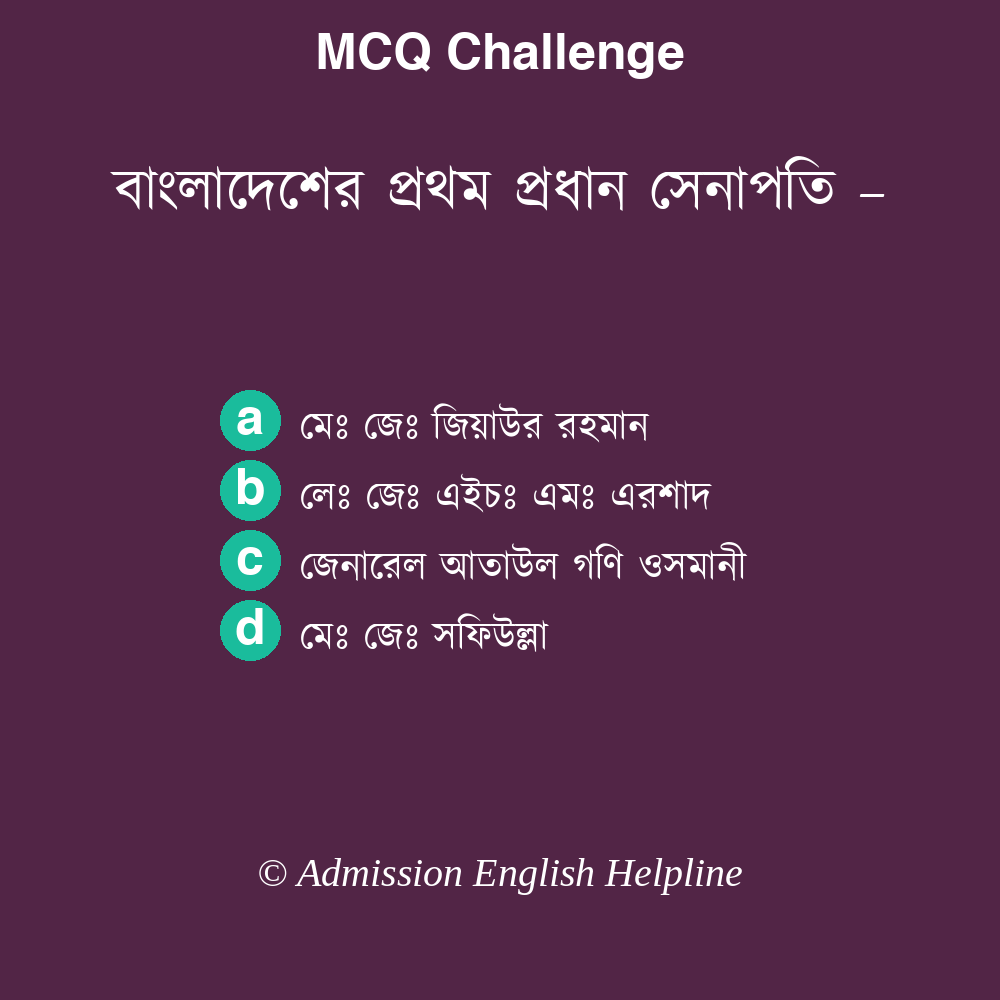 MCQ Challenge
বাংলাদেশের প্রথম প্রধান সেনাপতি –
a মেঃ জেঃ জিয়াউর রহমান
b লেঃ জেঃ এইচঃ এমঃ এরশাদ
c জেনারেল আতাউল গণি ওসমানী
d মেঃ জেঃ সফিউল্লা
© Admission English Helpline